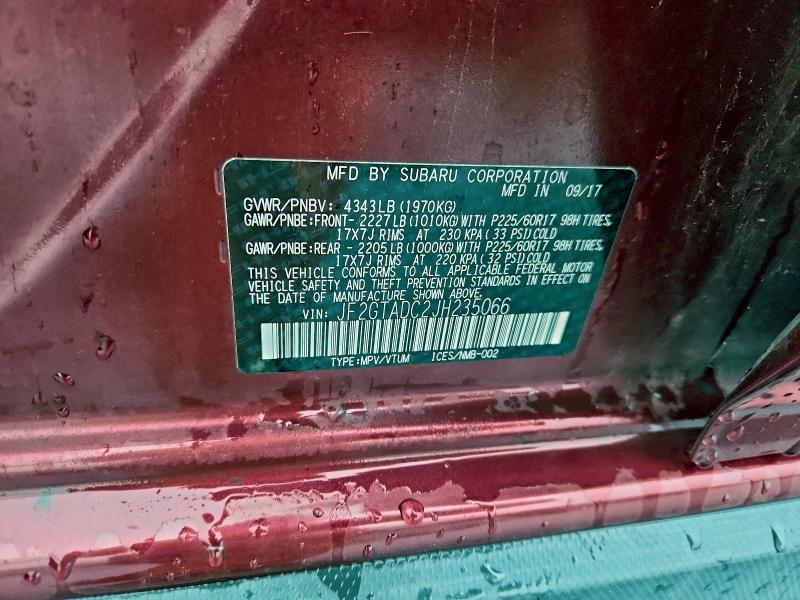 MFD BY SUBARU CORPORATION
MFD IN 09/17
GVWR/PNBV: 4343LB (1970KG)
GAWR/PNBE:FRONT- 2227LB (1010KG) WITH P225/60R17 98H TIRES,
17X7J RIMS AT 230 KPA (33 PSI) COLD
GAWR/PNBE:REAR - 2205LB (1000KG) WITH P225/60R17 98H TIRES,
17X7J RIMS AT 220 KPA (32 PSI) COLD
THIS VEHICLE CONFORMS TO ALL APPLICABLE FEDERAL MOTOR
VEHICLE SAFETY AND THEFT PREVENTION STANDARDS IN EFFECT ON
THE DATE OF MANUFACTURE SHOWN ABOVE.
VIN: JF2GTADC2JH235066
TYPE:MPV/VTUM ICES/NMB-002